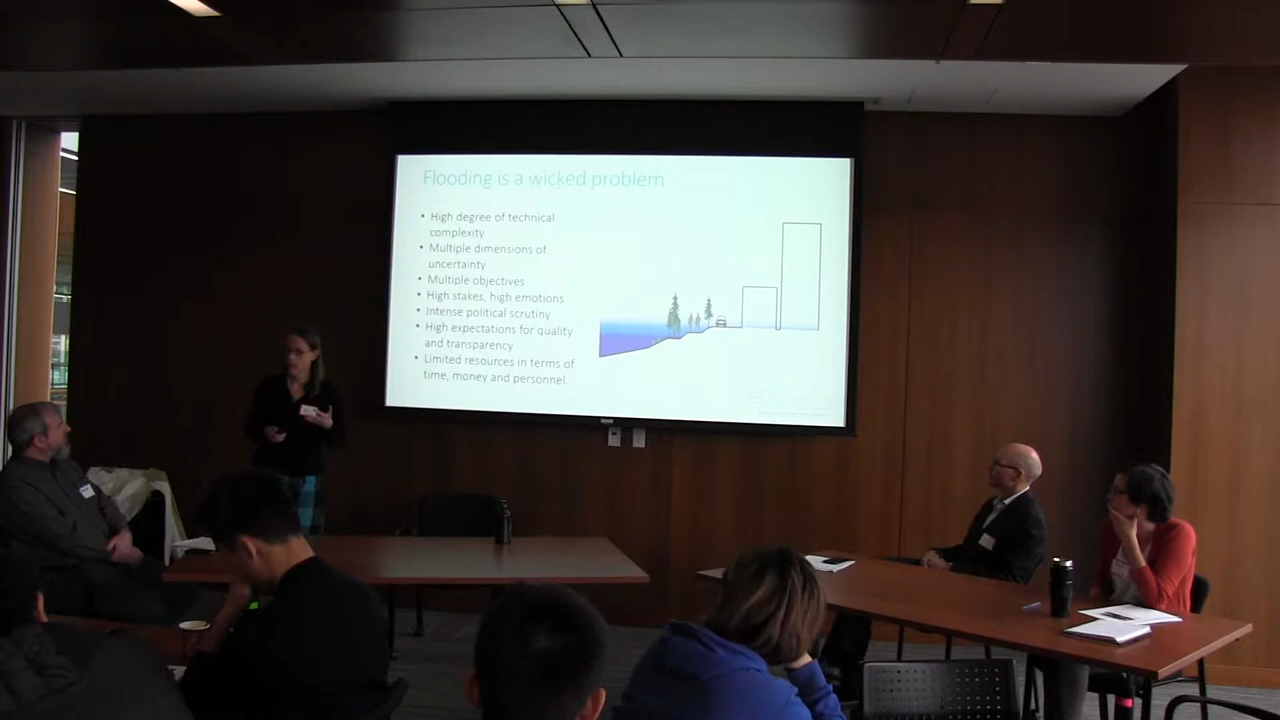 Flooding is a wicked problem
• High degree of technical
complexity
• Multiple dimensions of
uncertainty
• Multiple objectives
• High stakes, high emotions
• Intense political scrutiny
• High expectations for quality
and transparency
• Limited resources in terms of
time, money and personnel.